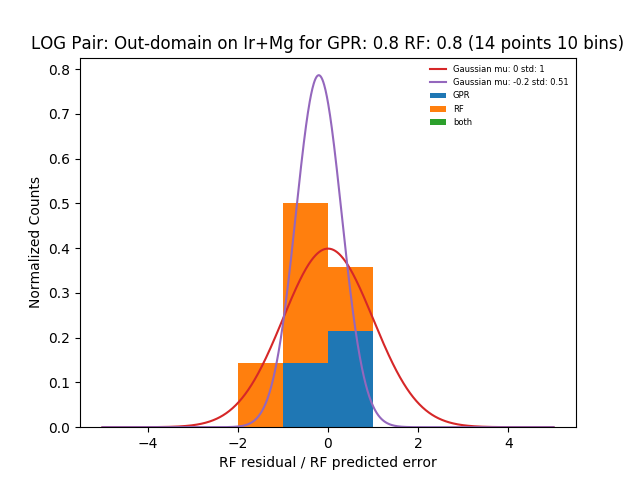 LOG Pair: Out-domain on Ir+Mg for GPR: 0.8 RF: 0.8 (14 points 10 bins)
Gaussian mu: 0 std: 1
Gaussian mu: -0.2 std: 0.51
GPR
RF
both
Normalized Counts
0.8
0.7
0.6
0.5
0.4
0.3
0.2
0.1
0.0
−4 −2 0 2 4
RF residual / RF predicted error